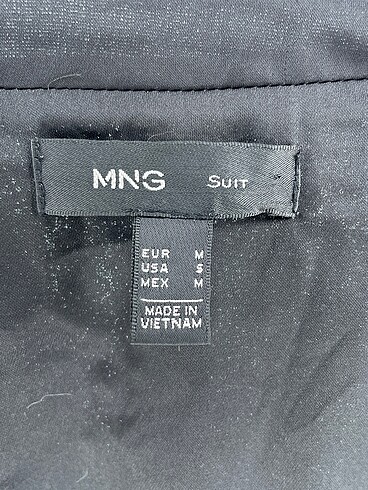 MNG SUIT
EUR M
USA S
MEX M
MADE IN
VIETNAM